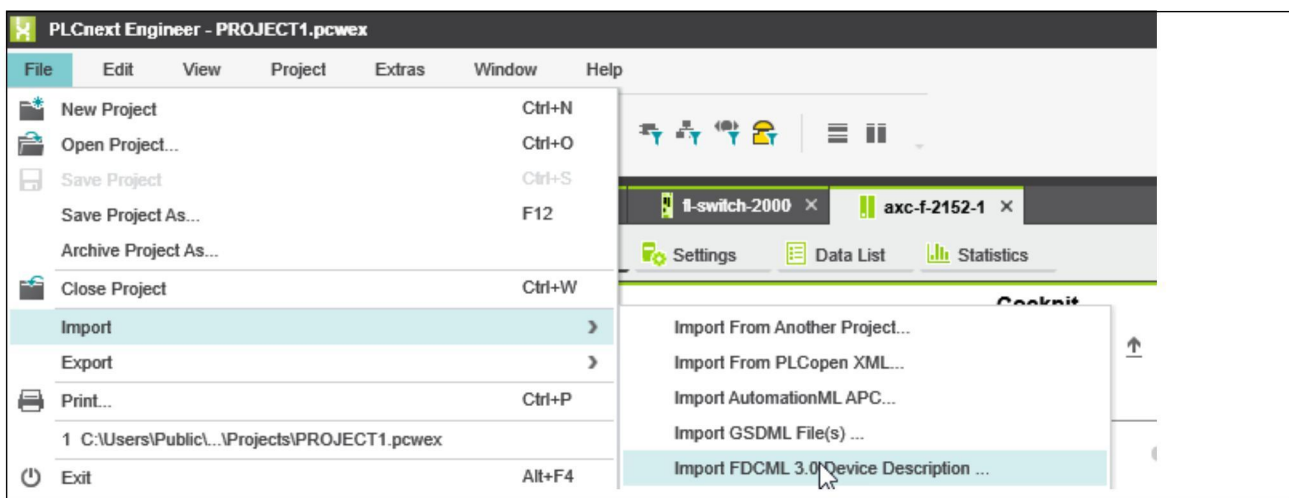 PLCnext Engineer - PROJECT1.pcwex
File Edit View Project Extras Window Help
New Project Ctrl+N
Open Project... Ctrl+O
Save Project Ctrl+S
Save Project As... F12
Archive Project As...
Close Project Ctrl+W
Import
Export
Print... Ctrl+P
1 C:\Users\Public\...\Projects\PROJECT1.pcwex
Exit Alt+F4
fl-switch-2000 axc-f-2152-1
Settings Data List Statistics
Cockpit
Import From Another Project...
Import From PLCopen XML...
Import AutomationML APC...
Import GSDML File(s) ...
Import FDCML 3.0 Device Description ...